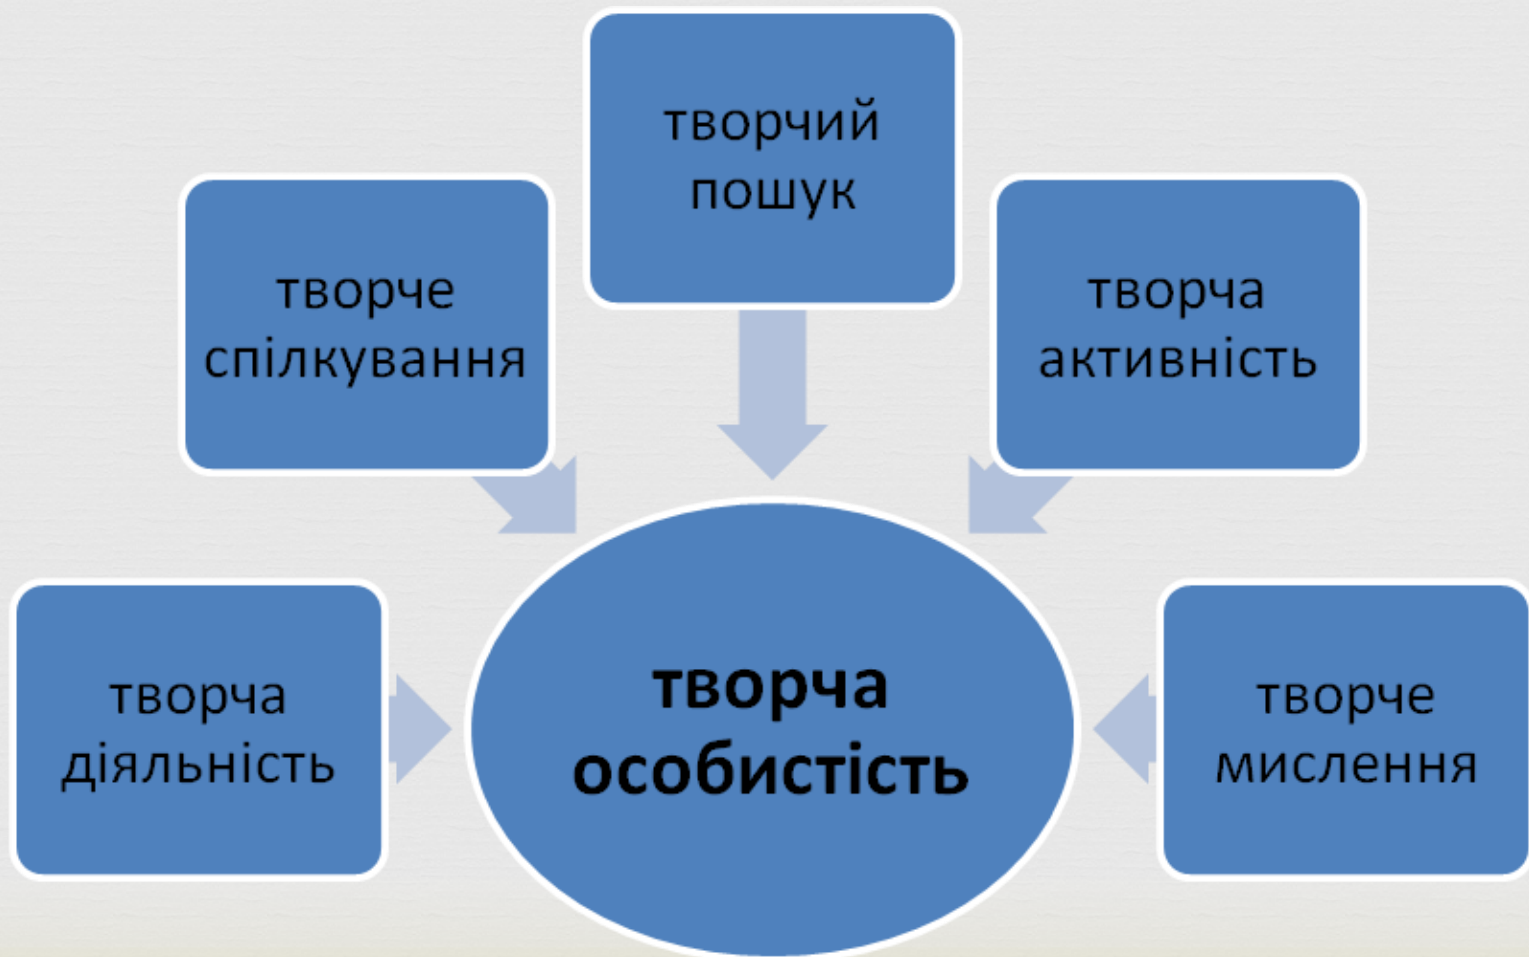 творчий
пошук
творче
спілкування
творча
активність
творча
діяльність
творча
особистість
творче
мислення